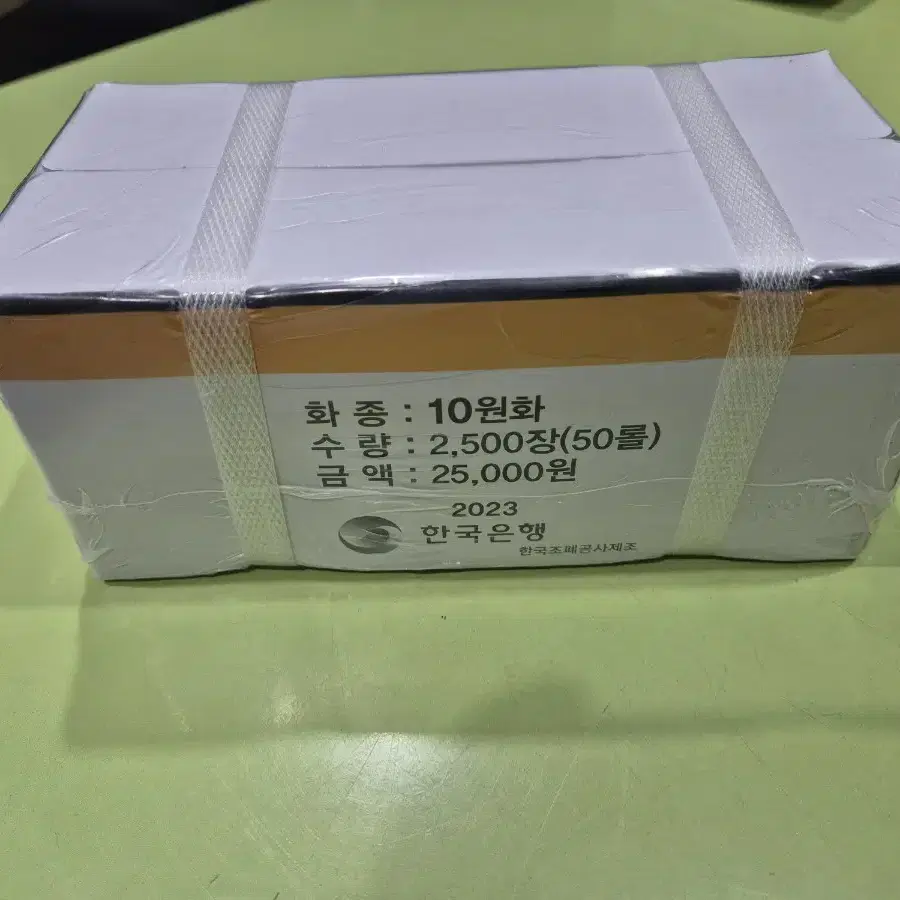 화 종 : 10원화
수 량 : 2,500장(50롤)
금 액 : 25,000원
2023
한국은행
한국조폐공사제조